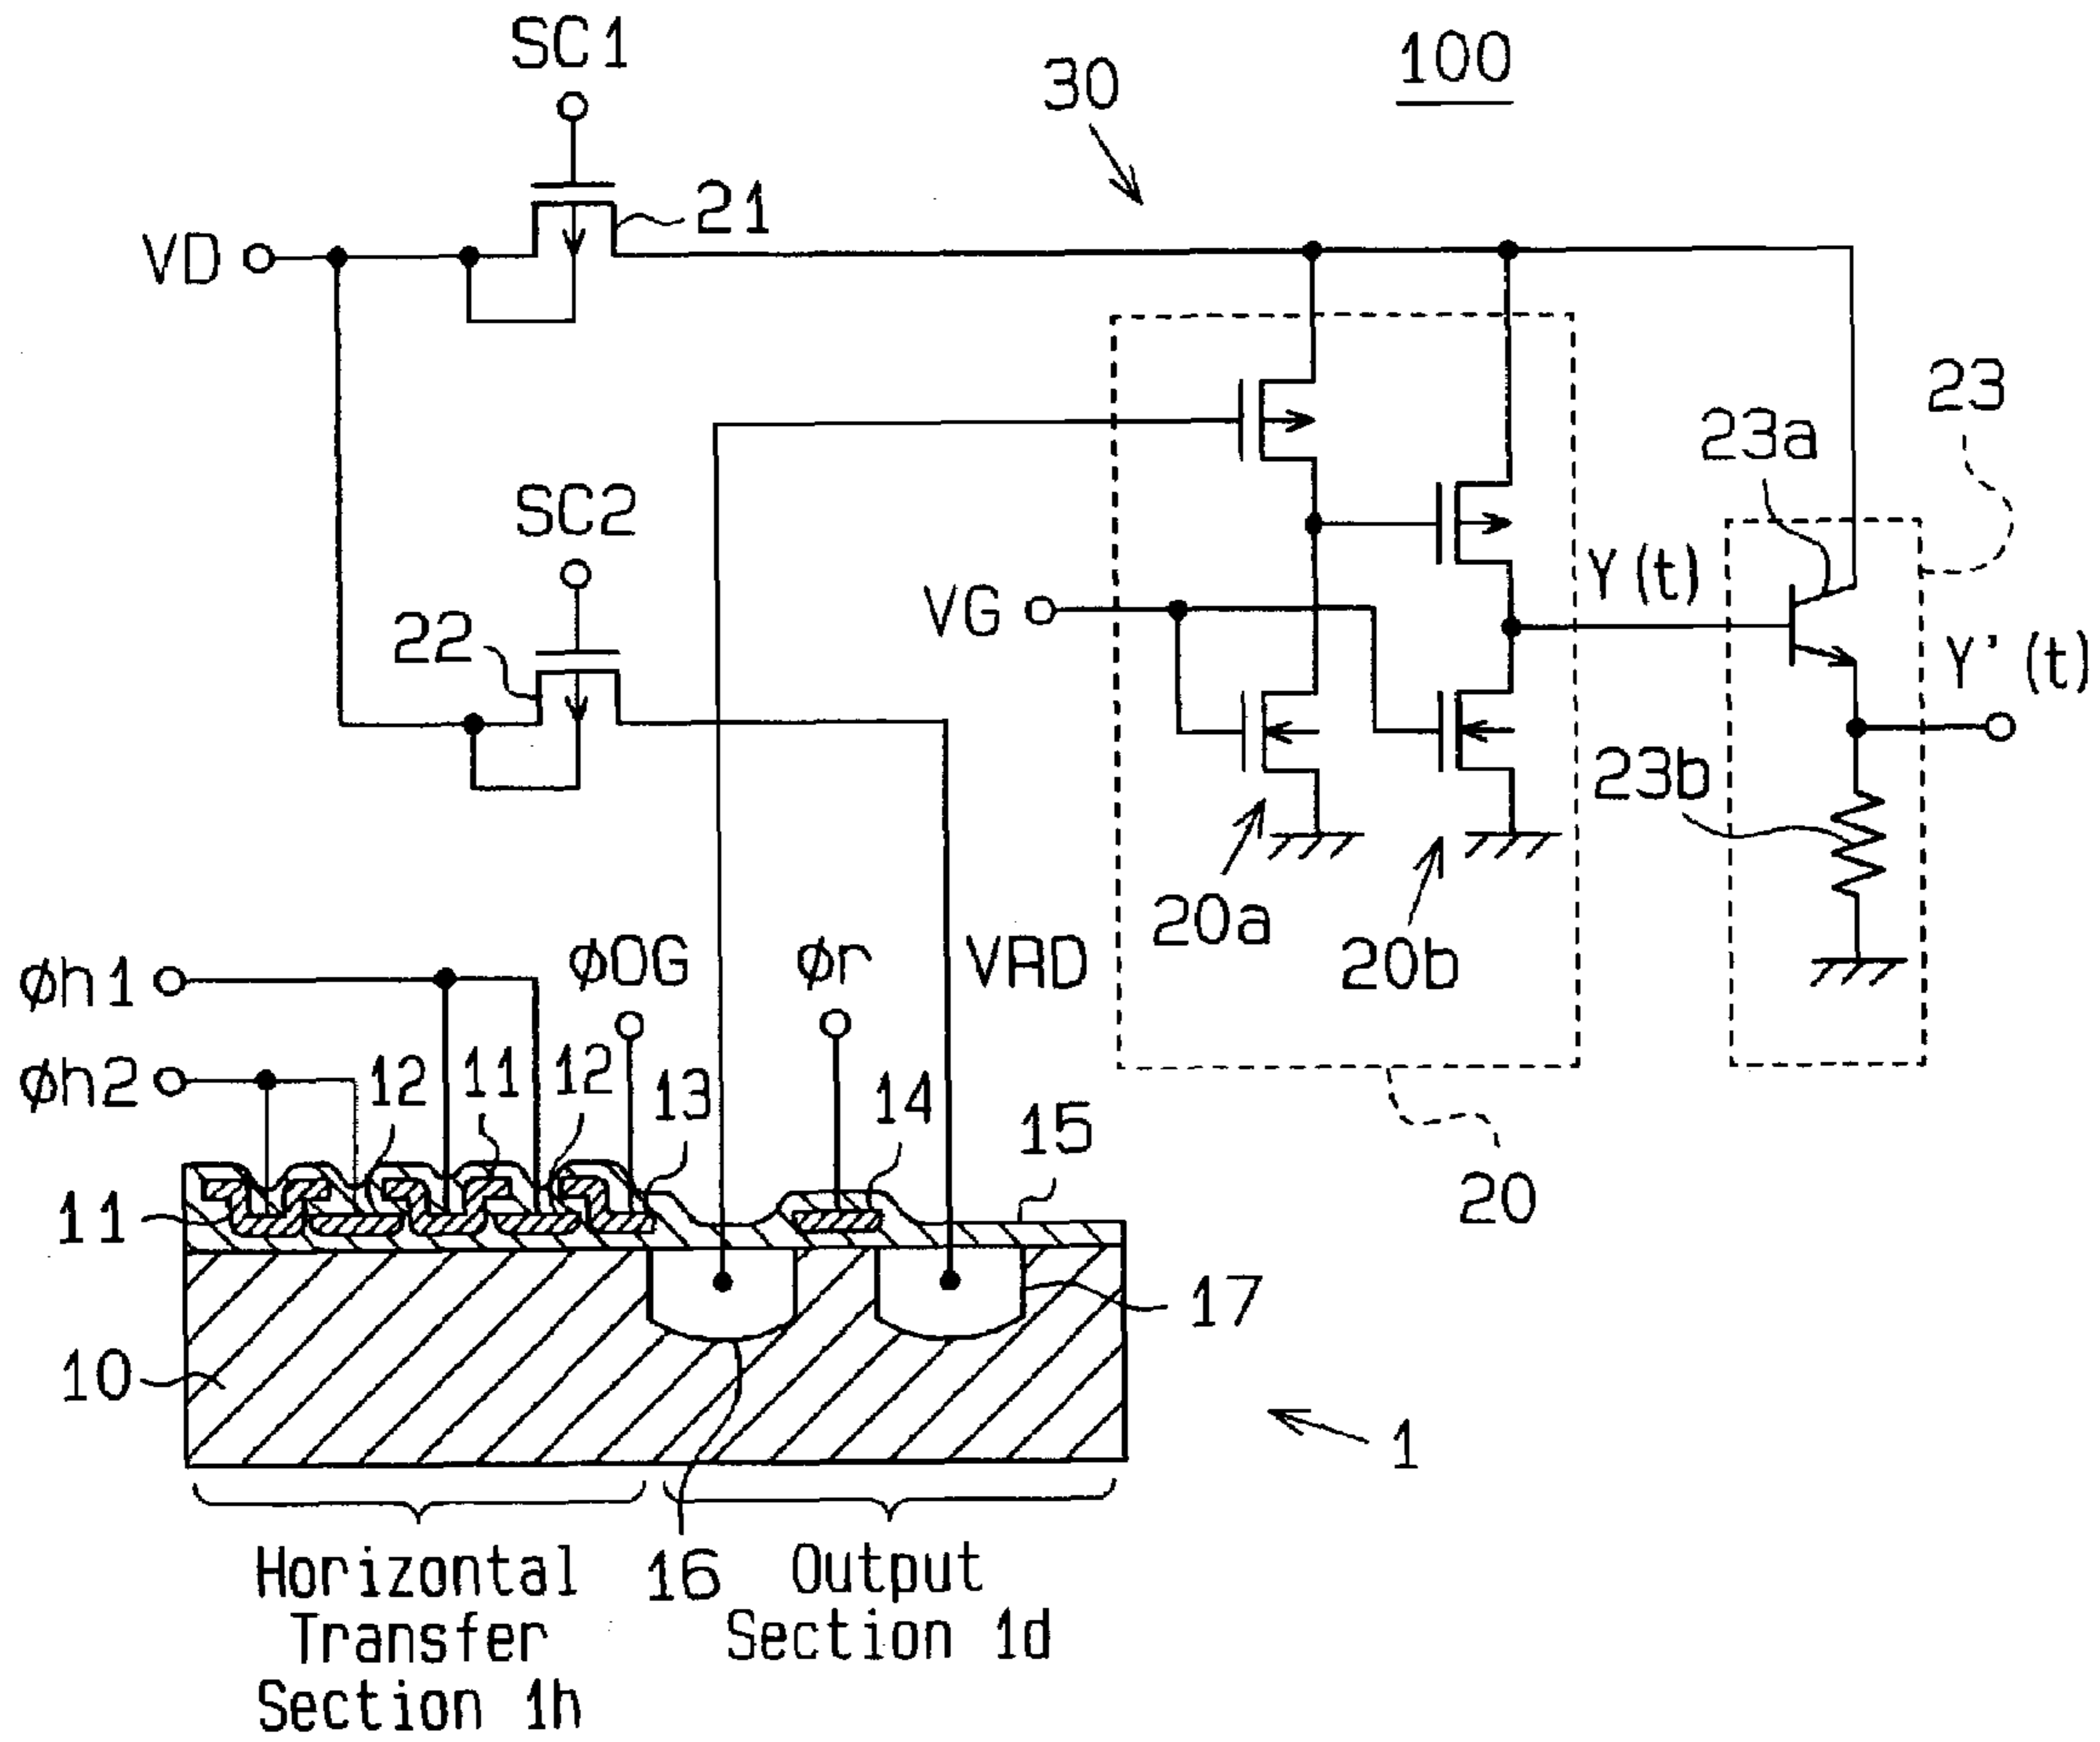 SC1
30
100
21
VD
23
23a
SC2
Y(t)
VG
22
Y'(t)
23b
20a
20b
φOG
φr
VRD
φh1
φh2
12
11
12
13
14
15
20
11
17
10
1
16
Horizontal
Transfer
Section 1h
Output
Section 1d